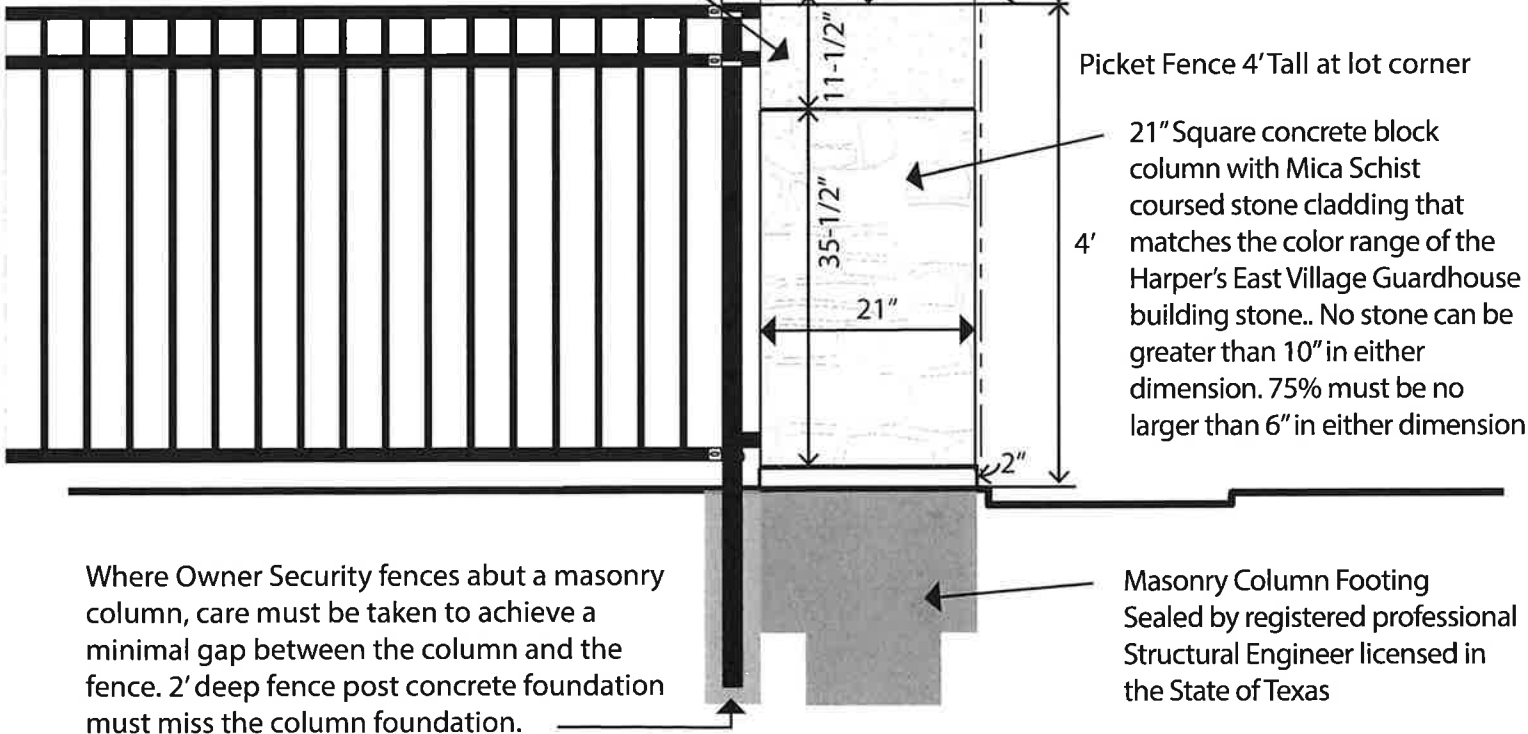 11-1/2"
Picket Fence 4' Tall at lot corner
21" Square concrete block
column with Mica Schist
coursed stone cladding that
matches the color range of the
Harper's East Village Guardhouse
building stone.. No stone can be
greater than 10" in either
dimension. 75% must be no
larger than 6" in either dimension
35-1/2"
4'
21"
2"
Where Owner Security fences abut a masonry
column, care must be taken to achieve a
minimal gap between the column and the
fence. 2' deep fence post concrete foundation
must miss the column foundation.
Masonry Column Footing
Sealed by registered professional
Structural Engineer licensed in
the State of Texas